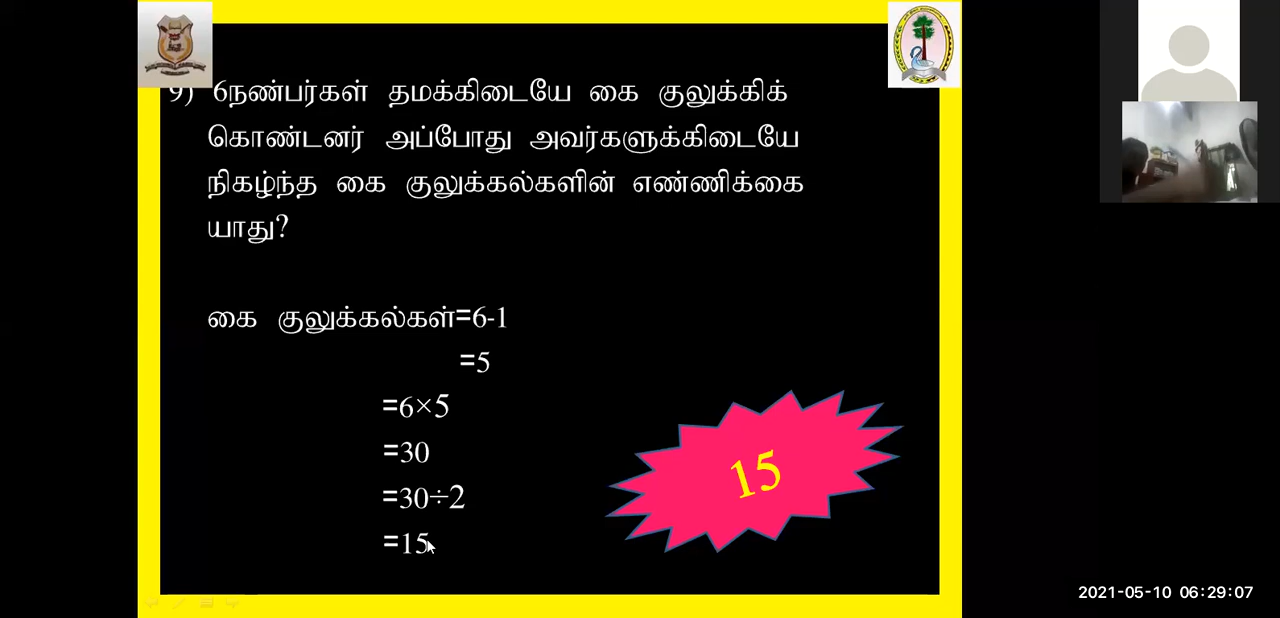 9) 6நண்பர்கள் தமக்கிடையே கை குலுக்கிக்
கொண்டனர் அப்போது அவர்களுக்கிடையே
நிகழ்ந்த கை குலுக்கல்களின் எண்ணிக்கை
யாது?
கை குலுக்கல்கள்=6-1
=5
=6×5
=30
=30÷2
=15
15
2021-05-10 06:29:07